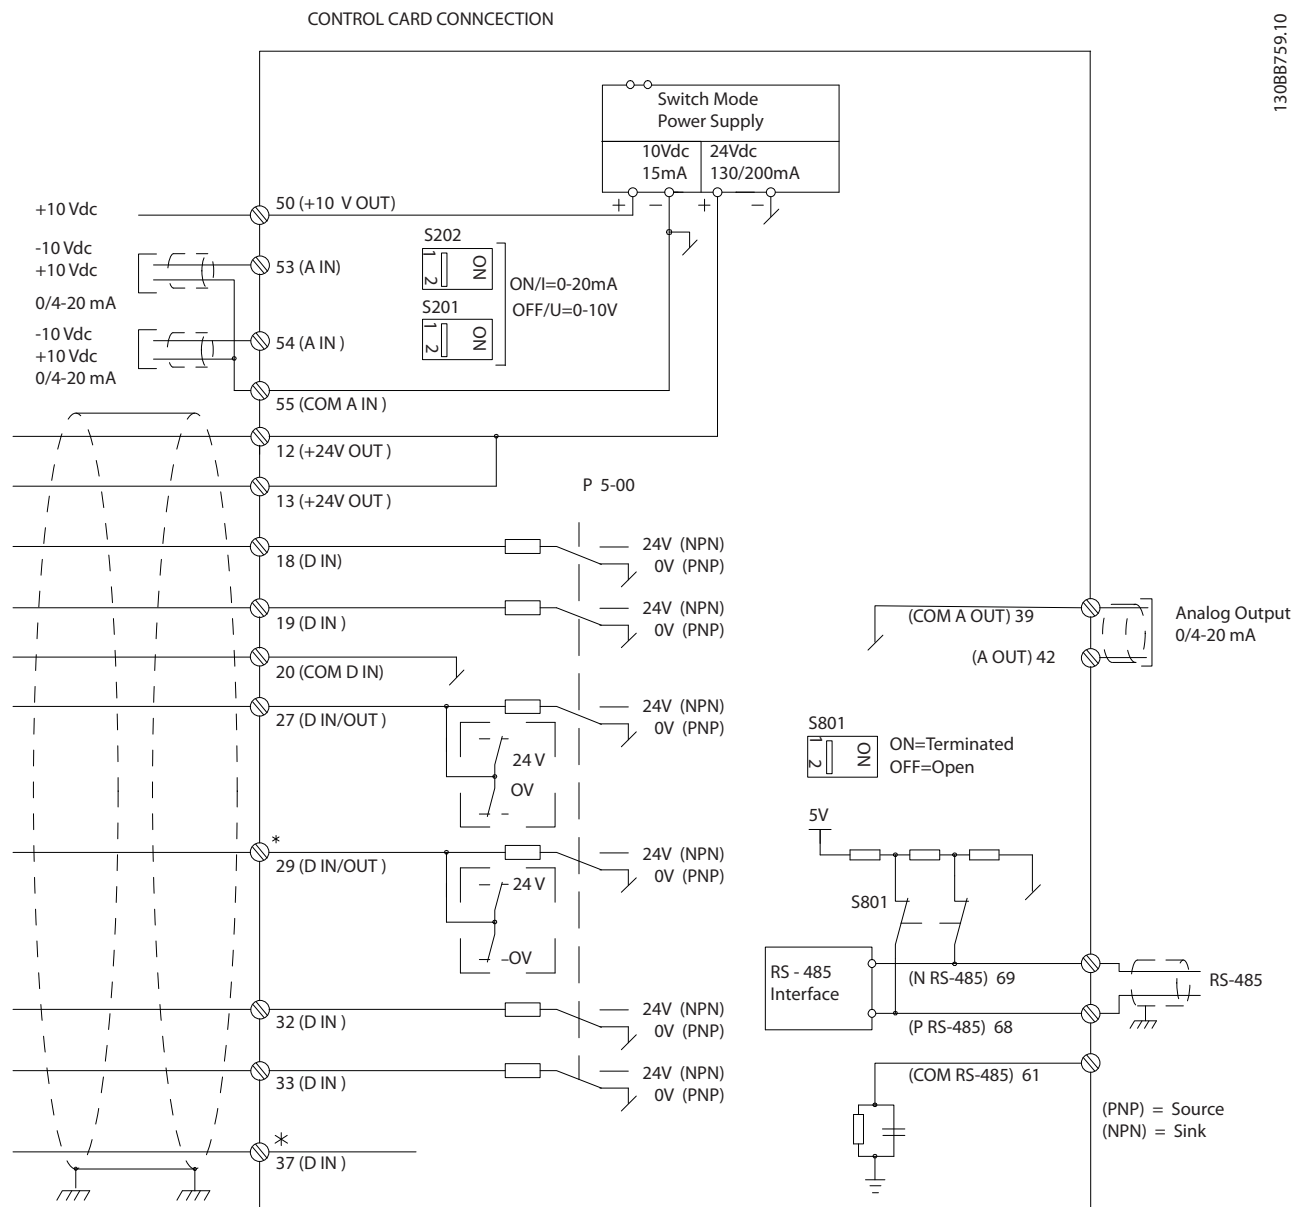 CONTROL CARD CONNCECTION
130BB759.10
Switch Mode
Power Supply
10Vdc
15mA
24Vdc
130/200mA
+ − + −
+10 Vdc
50 (+10 V OUT)
-10 Vdc
+10 Vdc
0/4-20 mA
53 (A IN)
S202
1 2
ON
ON/I=0-20mA
OFF/U=0-10V
S201
1 2
ON
-10 Vdc
+10 Vdc
0/4-20 mA
54 (A IN )
55 (COM A IN )
12 (+24V OUT )
13 (+24V OUT )
P 5-00
18 (D IN)
24V (NPN)
0V (PNP)
19 (D IN )
24V (NPN)
0V (PNP)
20 (COM D IN)
27 (D IN/OUT )
24V (NPN)
0V (PNP)
24 V
OV
*
29 (D IN/OUT )
24V (NPN)
0V (PNP)
24 V
OV
32 (D IN )
24V (NPN)
0V (PNP)
33 (D IN )
24V (NPN)
0V (PNP)
*
37 (D IN )
(COM A OUT) 39
(A OUT) 42
Analog Output
0/4-20 mA
S801
1 2
ON
ON=Terminated
OFF=Open
5V
S801
RS - 485
Interface
(N RS-485) 69
(P RS-485) 68
RS-485
(COM RS-485) 61
(PNP) = Source
(NPN) = Sink